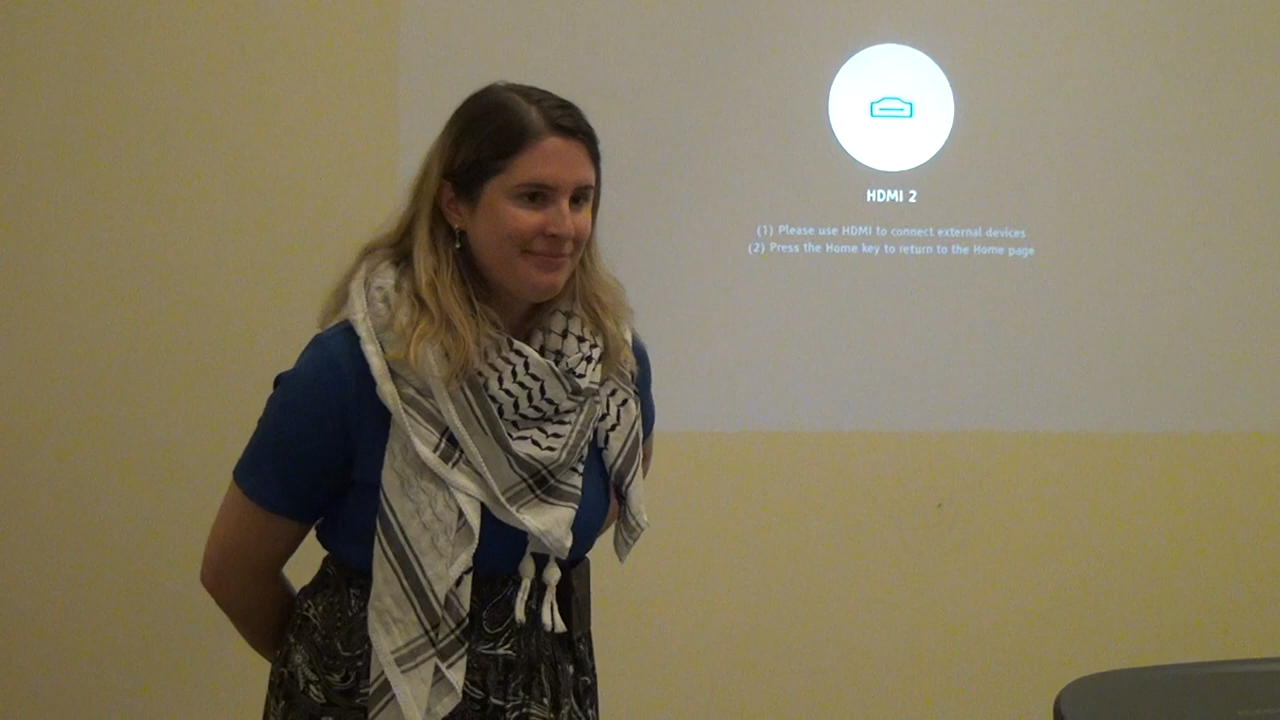 HDMI 2
(1) Please use HDMI to connect external devices
(2) Press the Home key to return to the Home page